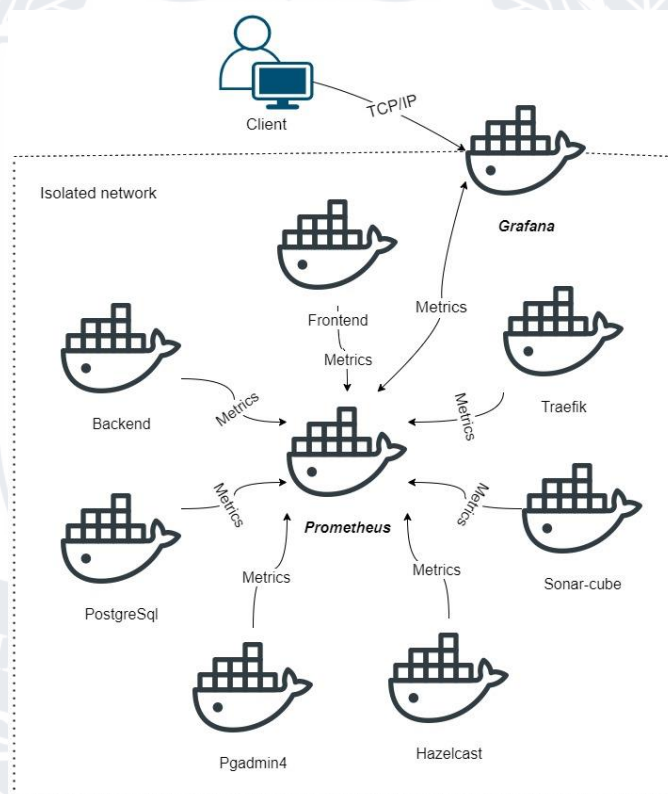 Client
TCP/IP
Isolated network
Grafana
Frontend
Metrics
Metrics
Backend
Metrics
Traefik
Metrics
Prometheus
Metrics
PostgreSql
Metrics
Sonar-cube
Metrics
Metrics
Pgadmin4
Hazelcast